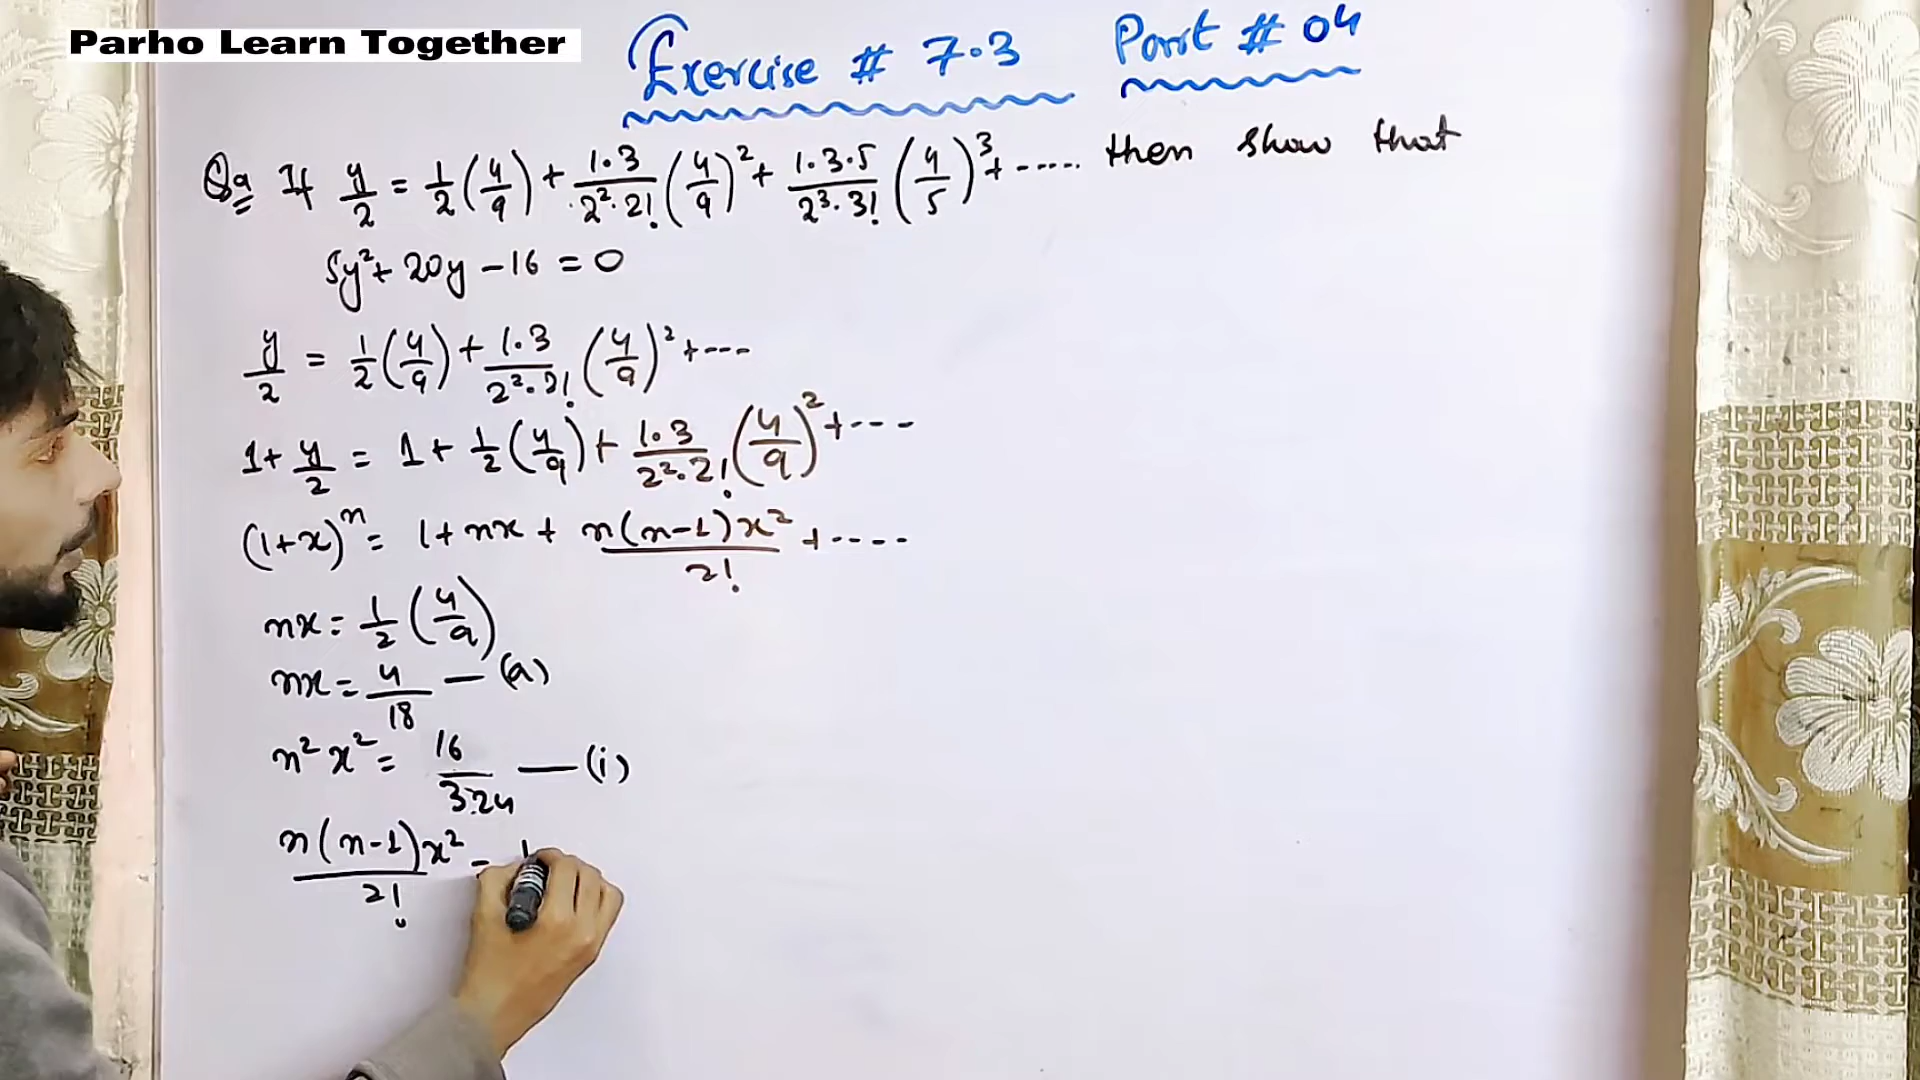 Parho Learn Together
Exercise # 7.3 Part # 04
Q9 If y/2 = 1/2 (4/9) + 1·3/2²·2! (4/9)² + 1·3·5/2³·3! (4/5)³ + ..... then show that
5y² + 20y - 16 = 0
y/2 = 1/2 (4/9) + 1·3/2²·2! (4/9)² + ---
1 + y/2 = 1 + 1/2 (4/9) + 1·3/2²·2! (4/9)² + ---
(1+x)ⁿ = 1 + nx + n(n-1)x²/2! + ----
nx = 1/2 (4/9)
nx = 4/18 — (a)
n²x² = 16/324 — (i)
n(n-1)x²/2! =